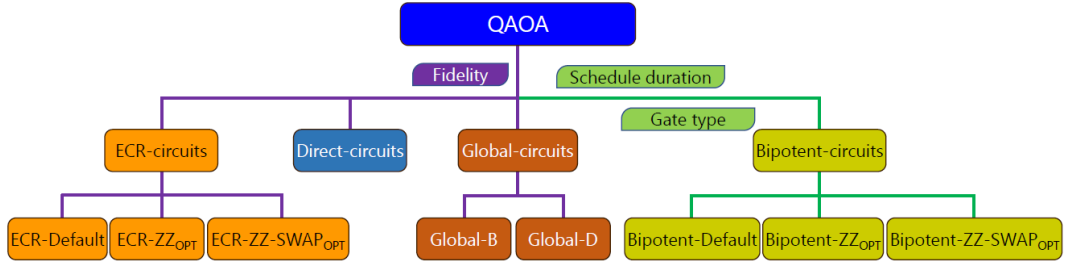 QAOA
Fidelity
Schedule duration
Gate type
ECR-circuits
Direct-circuits
Global-circuits
Bipotent-circuits
ECR-Default
ECR-ZZOPT
ECR-ZZ-SWAPOPT
Global-B
Global-D
Bipotent-Default
Bipotent-ZZOPT
Bipotent-ZZ-SWAPOPT